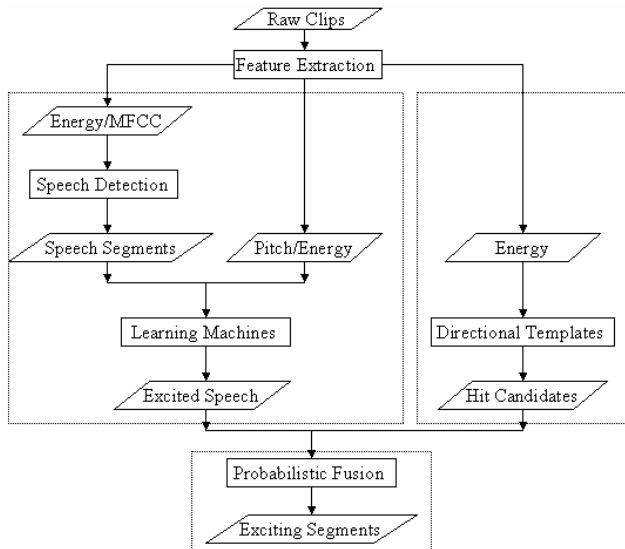 Raw Clips
Feature Extraction
Energy/MFCC
Speech Detection
Speech Segments
Pitch/Energy
Energy
Learning Machines
Directional Templates
Excited Speech
Hit Candidates
Probabilistic Fusion
Exciting Segments